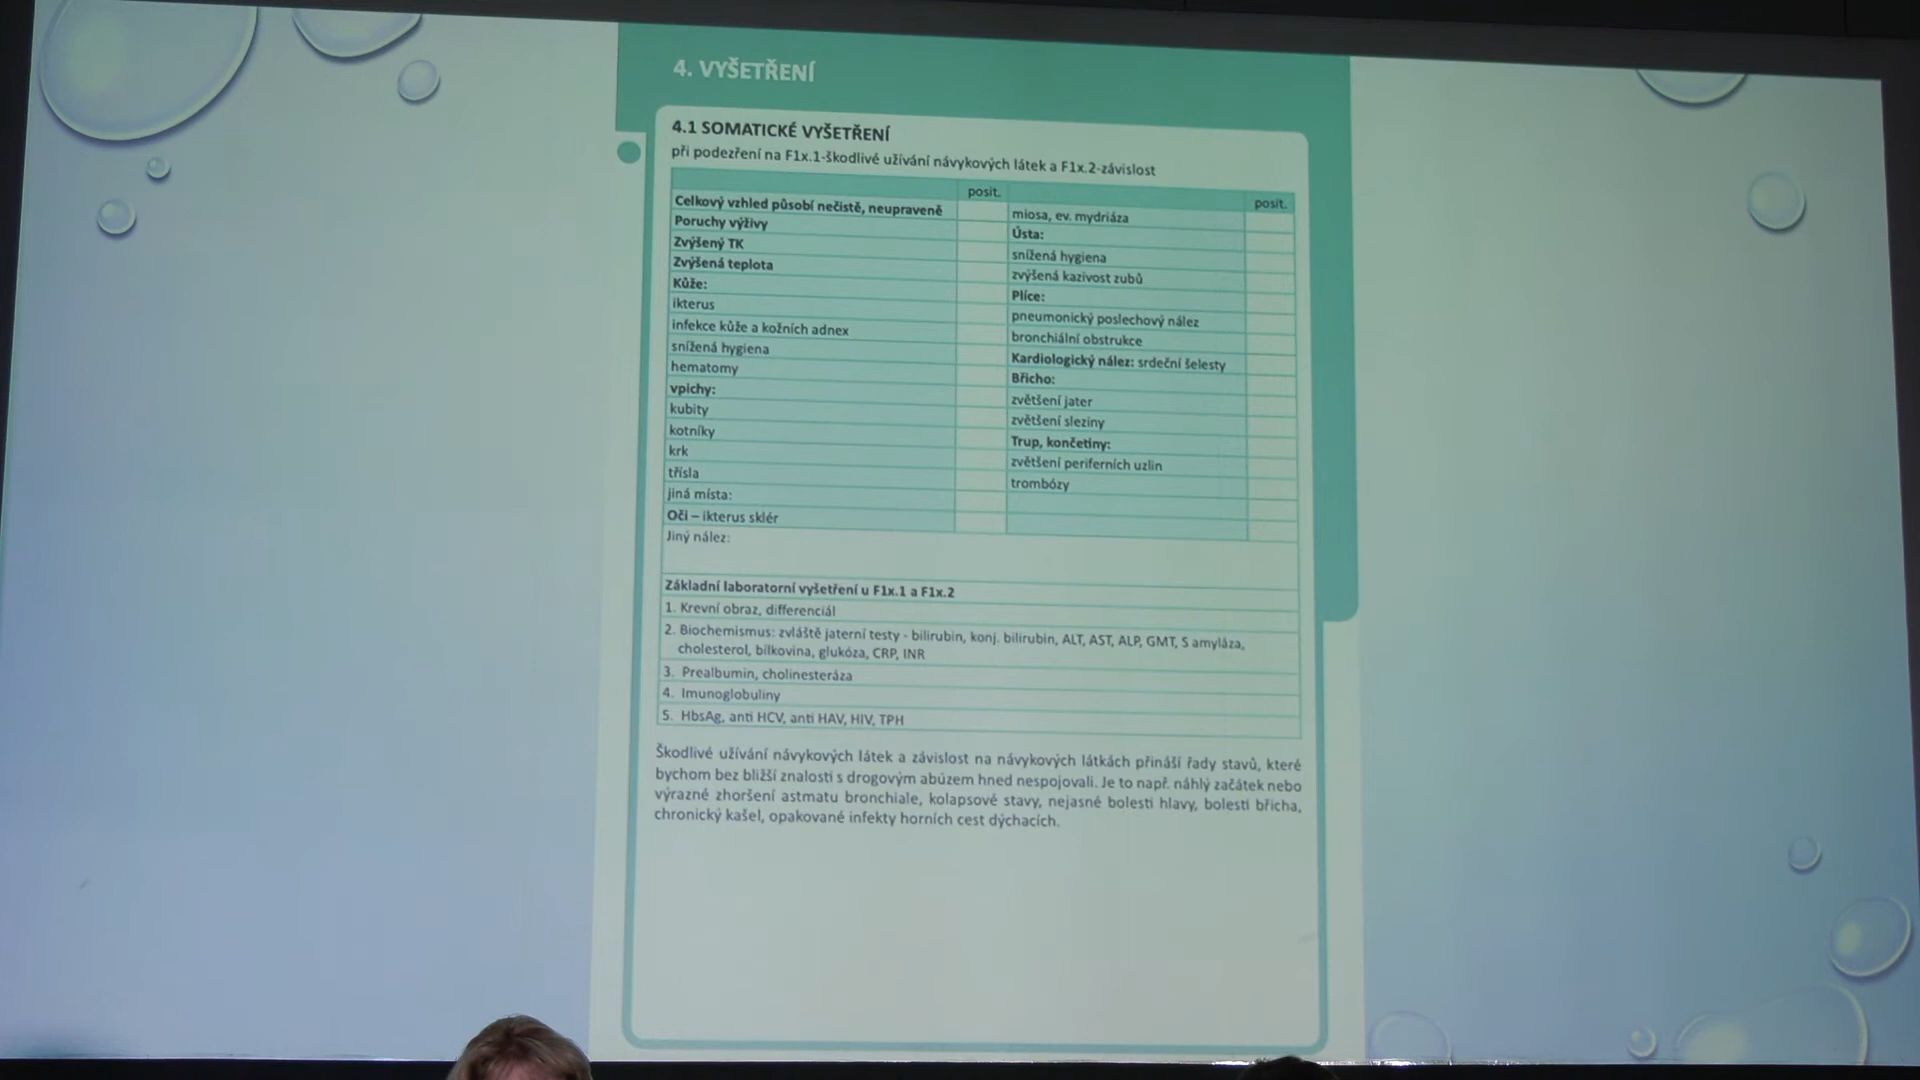 4. VYŠETŘENÍ
4.1 SOMATICKÉ VYŠETŘENÍ
při podezření na F1x.1-škodlivé užívání návykových látek a F1x.2-závislost
posit.
Celkový vzhled působí nečistě, neupraveně
Poruchy výživy
Zvýšený TK
Zvýšená teplota
Kůže:
ikterus
infekce kůže a kožních adnex
snížená hygiena
hematomy
vpichy:
kubity
kotníky
krk
třísla
jiná místa:
Oči – ikterus sklér
posit.
miosa, ev. mydriáza
Ústa:
snížená hygiena
zvýšená kazivost zubů
Plíce:
pneumonický poslechový nález
bronchiální obstrukce
Kardiologický nález: srdeční šelesty
Břicho:
zvětšení jater
zvětšení sleziny
Trup, končetiny:
zvětšení periferních uzlin
trombózy
Jiný nález:
Základní laboratorní vyšetření u F1x.1 a F1x.2
1. Krevní obraz, differenciál
2. Biochemismus: zvláště jaterní testy - bilirubin, konj. bilirubin, ALT, AST, ALP, GMT, S amyláza,
cholesterol, bílkovina, glukóza, CRP, INR
3. Prealbumin, cholinesteráza
4. Imunoglobuliny
5. HbsAg, anti HCV, anti HAV, HIV, TPH
Škodlivé užívání návykových látek a závislost na návykových látkách přináší řady stavů, které
bychom bez bližší znalosti s drogovým abúzem hned nespojovali. Je to např. náhlý začátek nebo
výrazné zhoršení astmatu bronchiale, kolapsové stavy, nejasné bolesti hlavy, bolesti břicha,
chronický kašel, opakované infekty horních cest dýchacích.